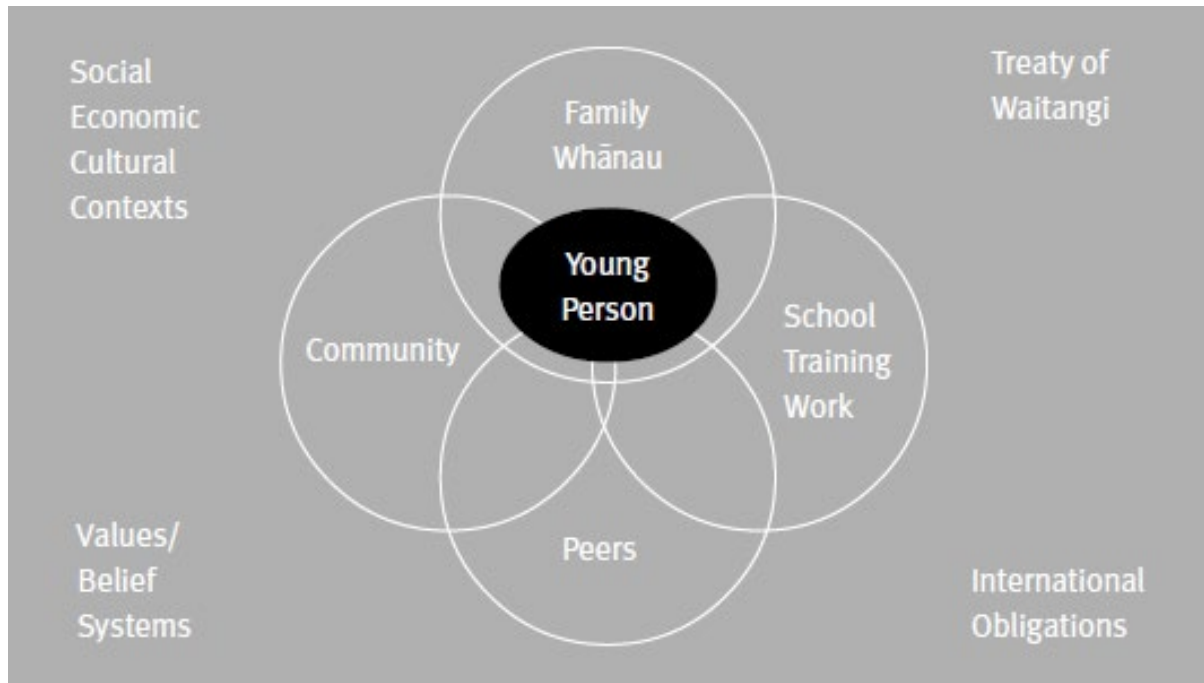 Social
Economic
Cultural
Contexts
Treaty of
Waitangi
Family
Whānau
Young
Person
Community
School
Training
Work
Peers
Values/
Belief
Systems
International
Obligations